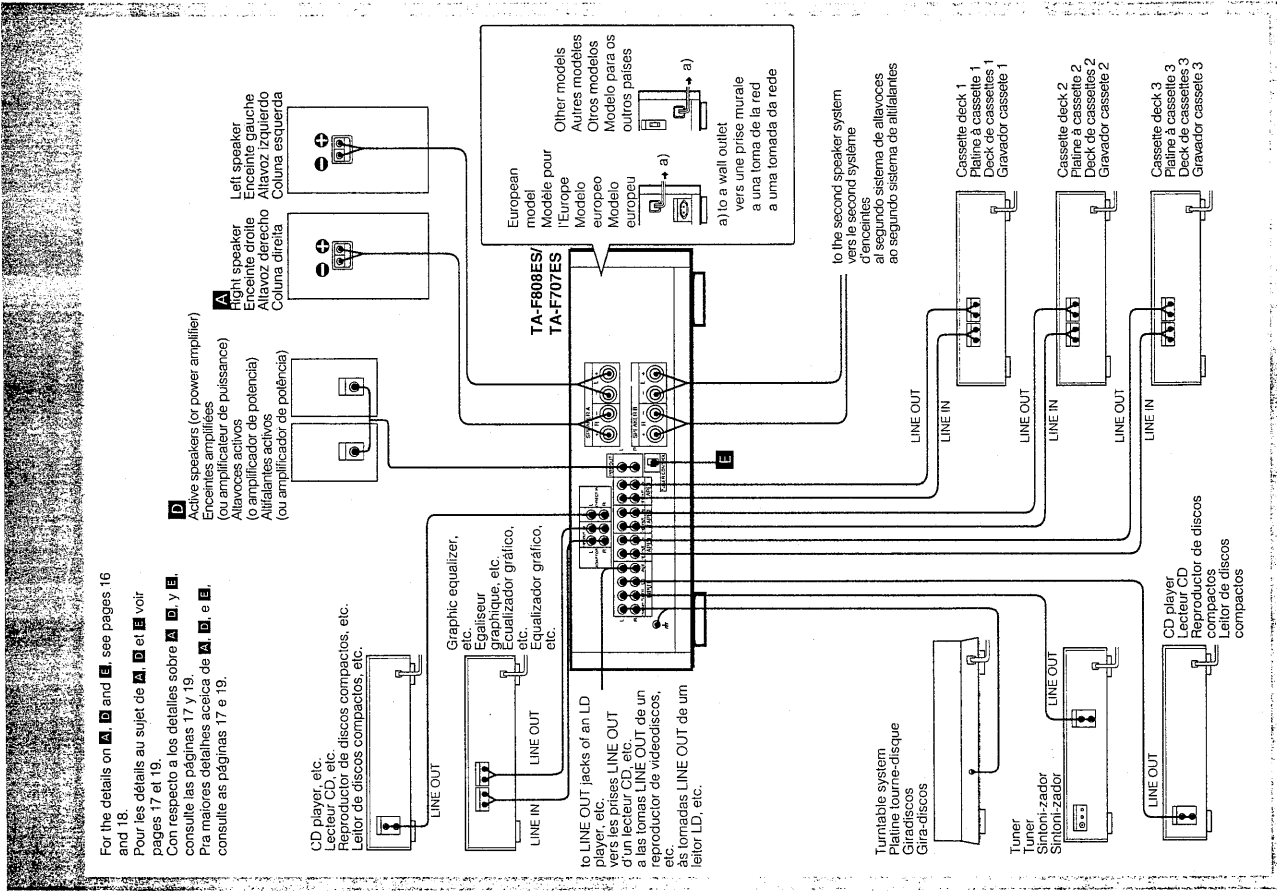 For the details on A, D and E, see pages 16
and 18.
Pour les détails au sujet de A, D et E voir
pages 17 et 19.
Con respecto a los detalles sobre A D, y E,
consulte las páginas 17 y 19.
Pra maiores detalhes aceica de A, D, e E,
consulte as páginas 17 e 19.
D
Active speakers (or power amplifier)
Enceintes amplifiées
(ou amplificateur de puissance)
Altavoces activos
(o amplificador de potencia)
Altifalantes activos
(ou amplificador de potência)
A
Right speaker
Enceinte droite
Altavoz derecho
Coluna direita
Left speaker
Enceinte gauche
Altavoz izquierdo
Coluna esquerda
CD player, etc.
Lecteur CD, etc.
Reproductor de discos compactos, etc.
Leitor de discos compactos, etc.
LINE OUT
Graphic equalizer,
etc.
Egaliseur
graphique, etc.
Ecualizador gráfico,
etc.
Equalizador gráfico,
etc.
LINE IN
LINE OUT
to LINE OUT jacks of an LD
player, etc.
vers les prises LINE OUT
d'un lecteur CD, etc.
a las tomas LINE OUT de un
reproductor de videodiscos,
etc.
às tomadas LINE OUT de um
leitor LD, etc.
TA-F808ES/
TA-F707ES
European
model
Modèle pour
l'Europe
Modelo
europeo
Modelo
europeu
a)
Other models
Autres modèles
Otros modelos
Modelo para os
outros países
a)
a) to a wall outlet
vers une prise murale
a una toma de la red
a uma tomada da rede
SPEAKER A
R
L
SPEAKER B
R
L
INPUT
E
to the second speaker system
vers le second système
d'enceintes
al segundo sistema de altavoces
ao segundo sistema de altifalantes
Turntable system
Platine tourne-disque
Giradiscos
Gira-discos
Tuner
Tuner
Sintoni-zador
Sintoni-zador
LINE OUT
CD player
Lecteur CD
Reproductor de discos
compactos
Leitor de discos
compactos
LINE OUT
Cassette deck 1
Platine à cassette 1
Deck de cassettes 1
Gravador cassete 1
LINE OUT
LINE IN
Cassette deck 2
Platine à cassette 2
Deck de cassettes 2
Gravador cassete 2
LINE OUT
LINE IN
Cassette deck 3
Platine à cassette 3
Deck de cassettes 3
Gravador cassete 3
LINE OUT
LINE IN